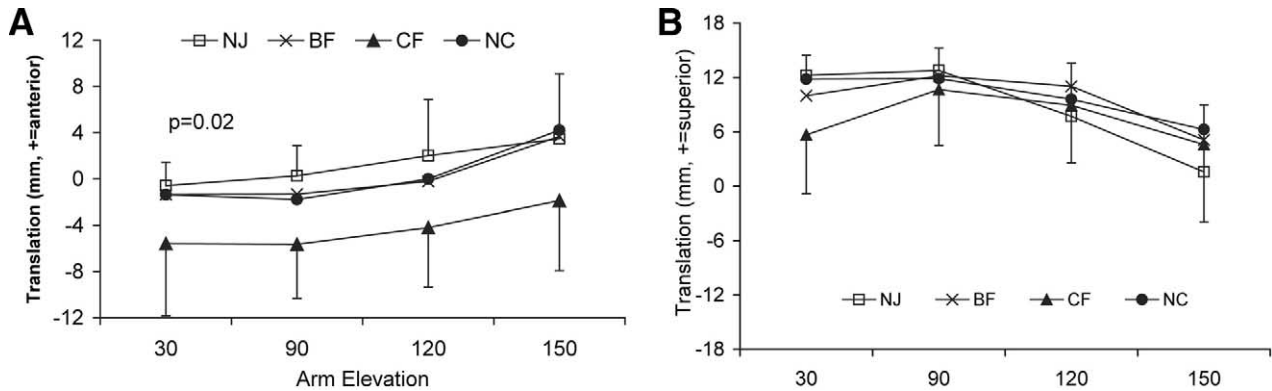 A
12
8
4
0
-4
-8
-12
Translation (mm, +=anterior)
NJ BF CF NC
p=0.02
30 90 120 150
Arm Elevation
B
18
12
6
0
-6
-12
-18
Translation (mm, +=superior)
NJ BF CF NC
30 90 120 150